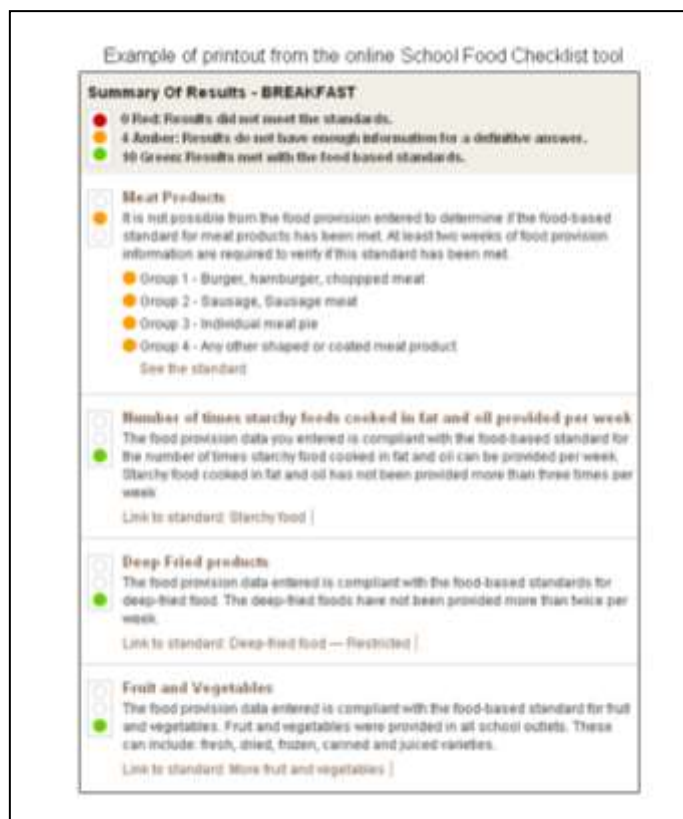 Example of printout from the online School Food Checklist tool
Summary Of Results - BREAKFAST
0 Red: Results did not meet the standards.
4 Amber: Results do not have enough information for a definitive answer.
10 Green: Results met with the food based standards.
Meat Products
It is not possible from the food provision entered to determine if the food-based
standard for meat products has been met. At least two weeks of food provision
information are required to verify if this standard has been met.
Group 1 - Burger, hamburger, choppped meat
Group 2 - Sausage, Sausage meat
Group 3 - Individual meat pie
Group 4 - Any other shaped or coated meat product
See the standard
Number of times starchy foods cooked in fat and oil provided per week
The food provision data you entered is compliant with the food-based standard for
the number of times starchy food cooked in fat and oil can be provided per week.
Starchy food cooked in fat and oil has not been provided more than three times per
week
Link to standard: Starchy food |
Deep Fried products
The food provision data entered is compliant with the food-based standards for
deep-fried food. The deep-fried foods have not been provided more than twice per
week.
Link to standard: Deep-fried food — Restricted |
Fruit and Vegetables
The food provision data entered is compliant with the food-based standard for fruit
and vegetables. Fruit and vegetables were provided in all school outlets. These
can include: fresh, dried, frozen, canned and juiced varieties.
Link to standard: More fruit and vegetables |